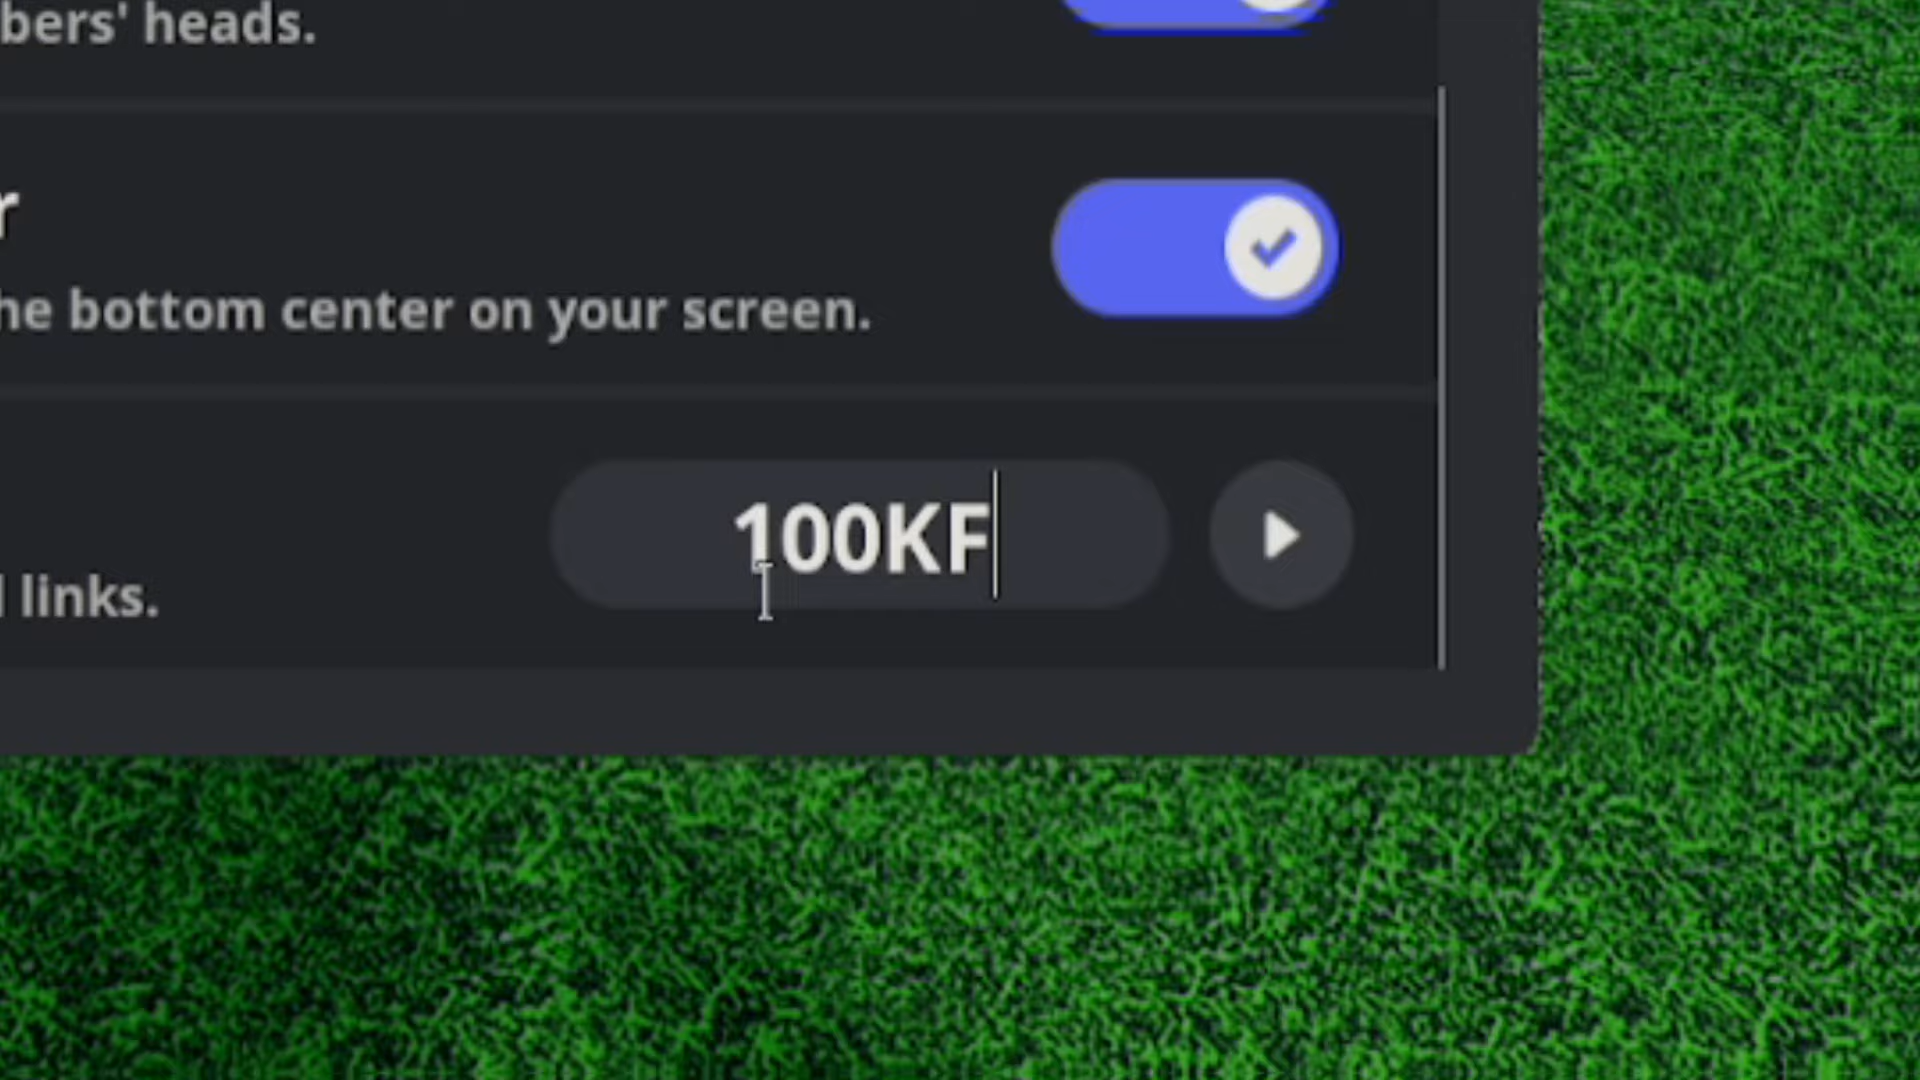 bers' heads.
r
he bottom center on your screen.
100KF
links.